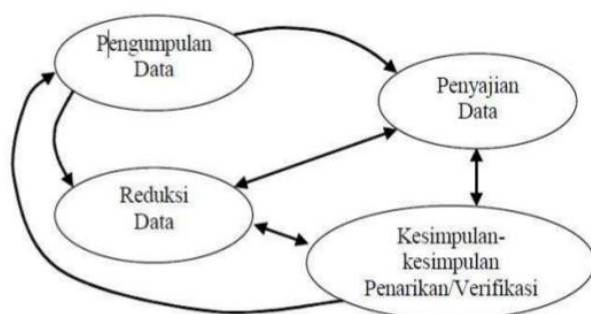 Pengumpulan
Data
Penyajian
Data
Reduksi
Data
Kesimpulan-
kesimpulan
Penarikan/Verifikasi